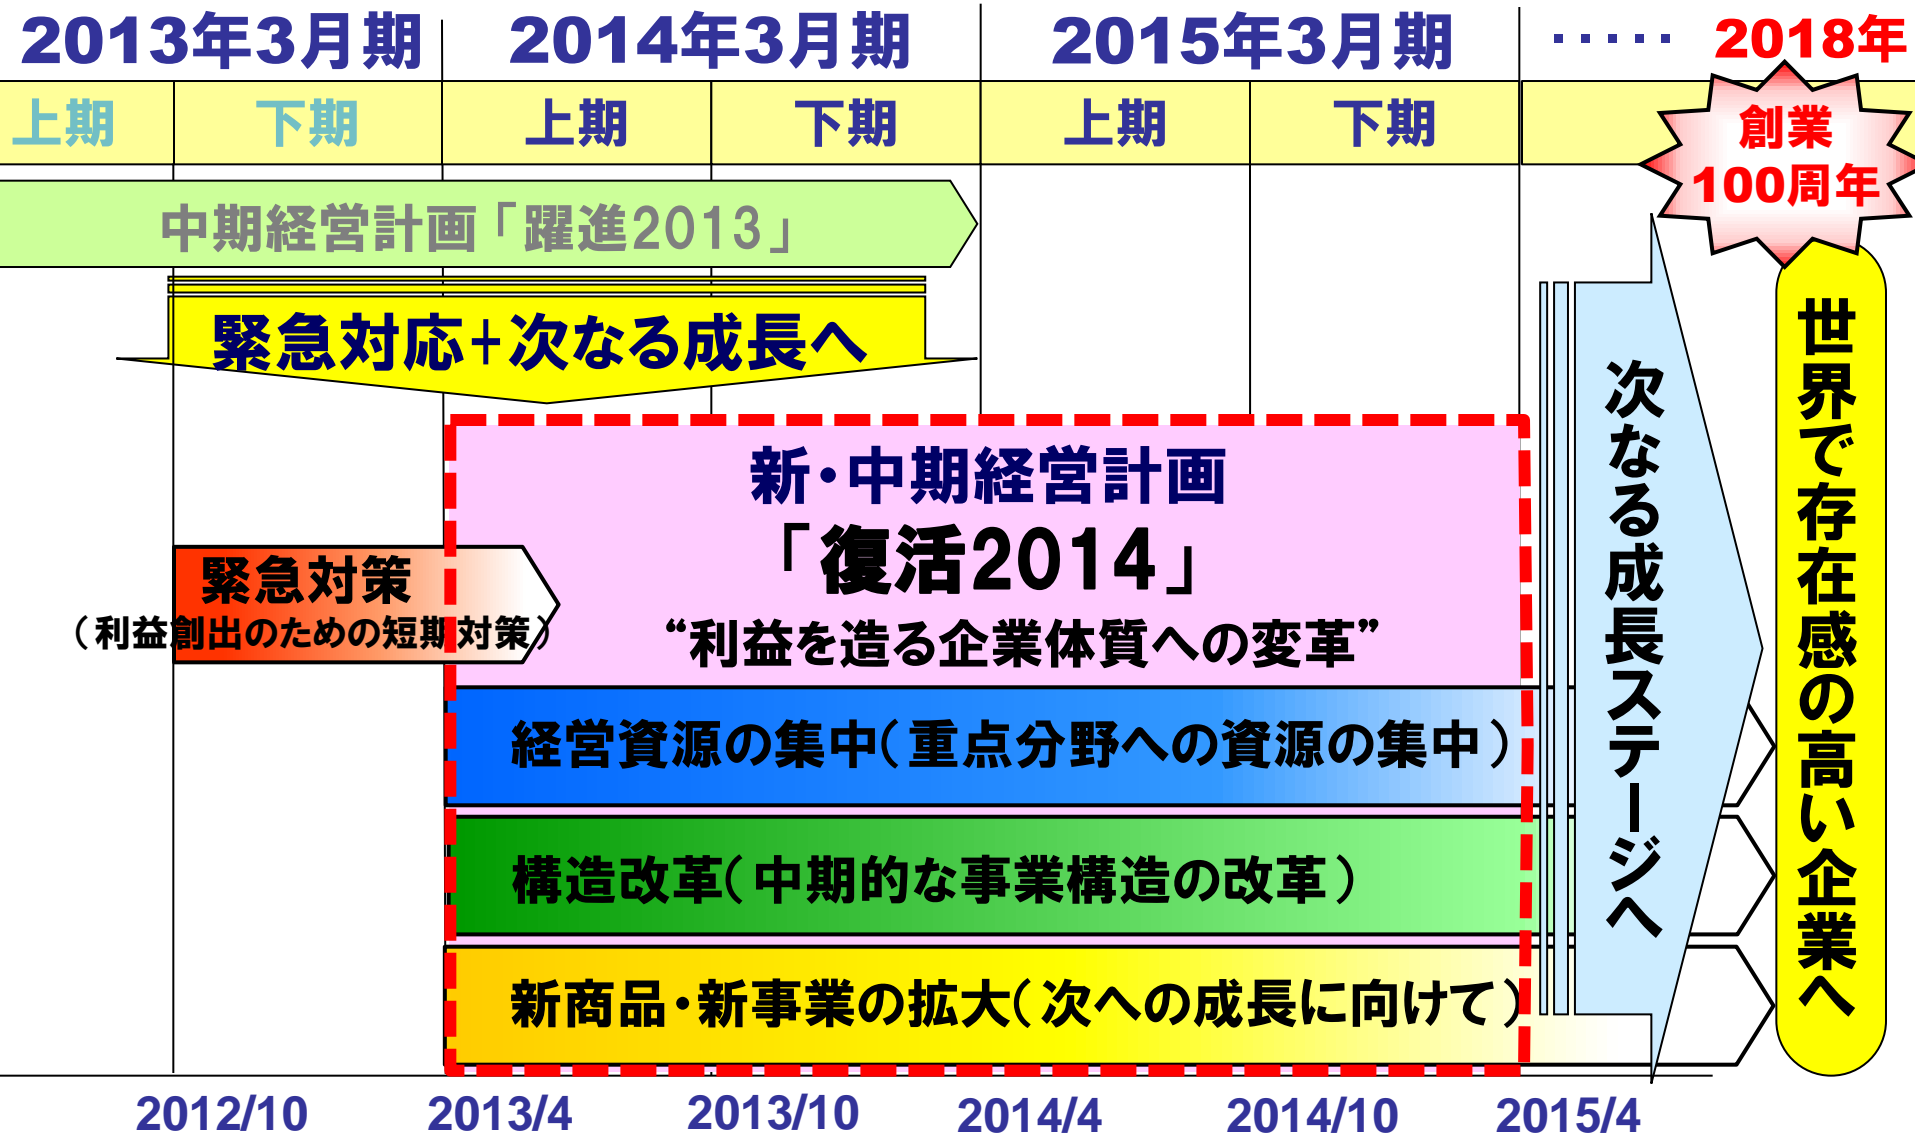 2013年3月期
2014年3月期
2015年3月期
‥‥‥ 2018年
上期
下期
上期
下期
上期
下期
創業
100周年
中期経営計画「躍進2013」
緊急対応+次なる成長へ
新・中期経営計画
「復活2014」
“利益を造る企業体質への変革”
緊急対策
(利益創出のための短期対策)
経営資源の集中(重点分野への資源の集中)
構造改革(中期的な事業構造の改革)
新商品・新事業の拡大(次への成長に向けて)
次なる成長ステージへ
世界で存在感の高い企業へ
2012/10
2013/4
2013/10
2014/4
2014/10
2015/4